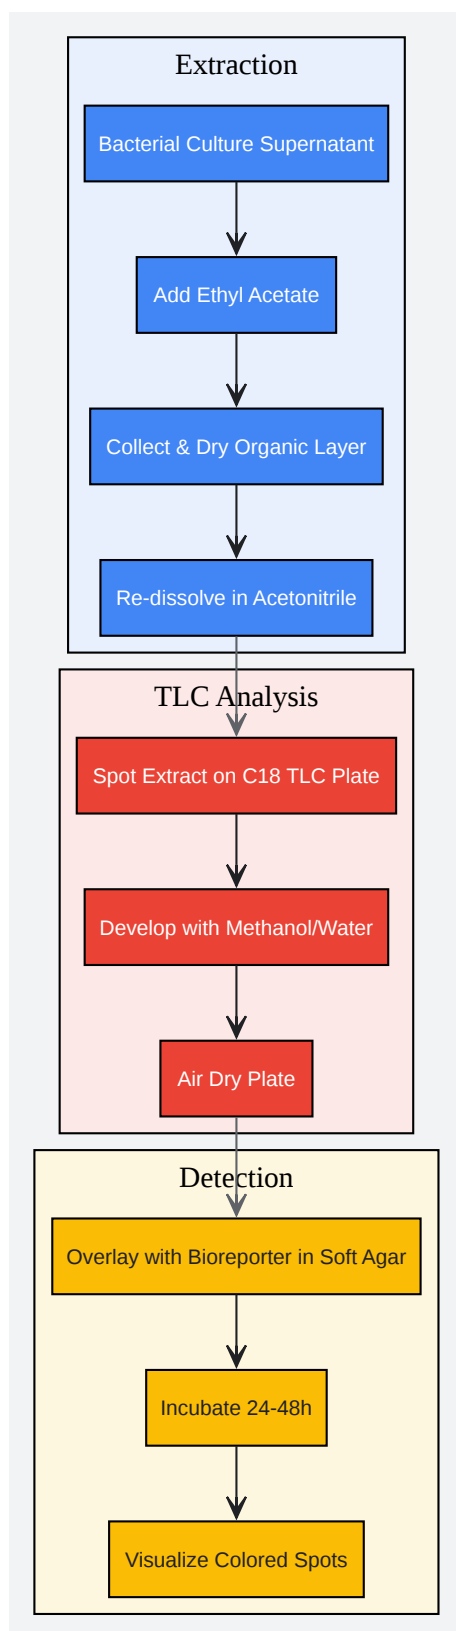 Extraction
Bacterial Culture Supernatant
Add Ethyl Acetate
Collect & Dry Organic Layer
Re-dissolve in Acetonitrile
TLC Analysis
Spot Extract on C18 TLC Plate
Develop with Methanol/Water
Air Dry Plate
Detection
Overlay with Bioreporter in Soft Agar
Incubate 24-48h
Visualize Colored Spots